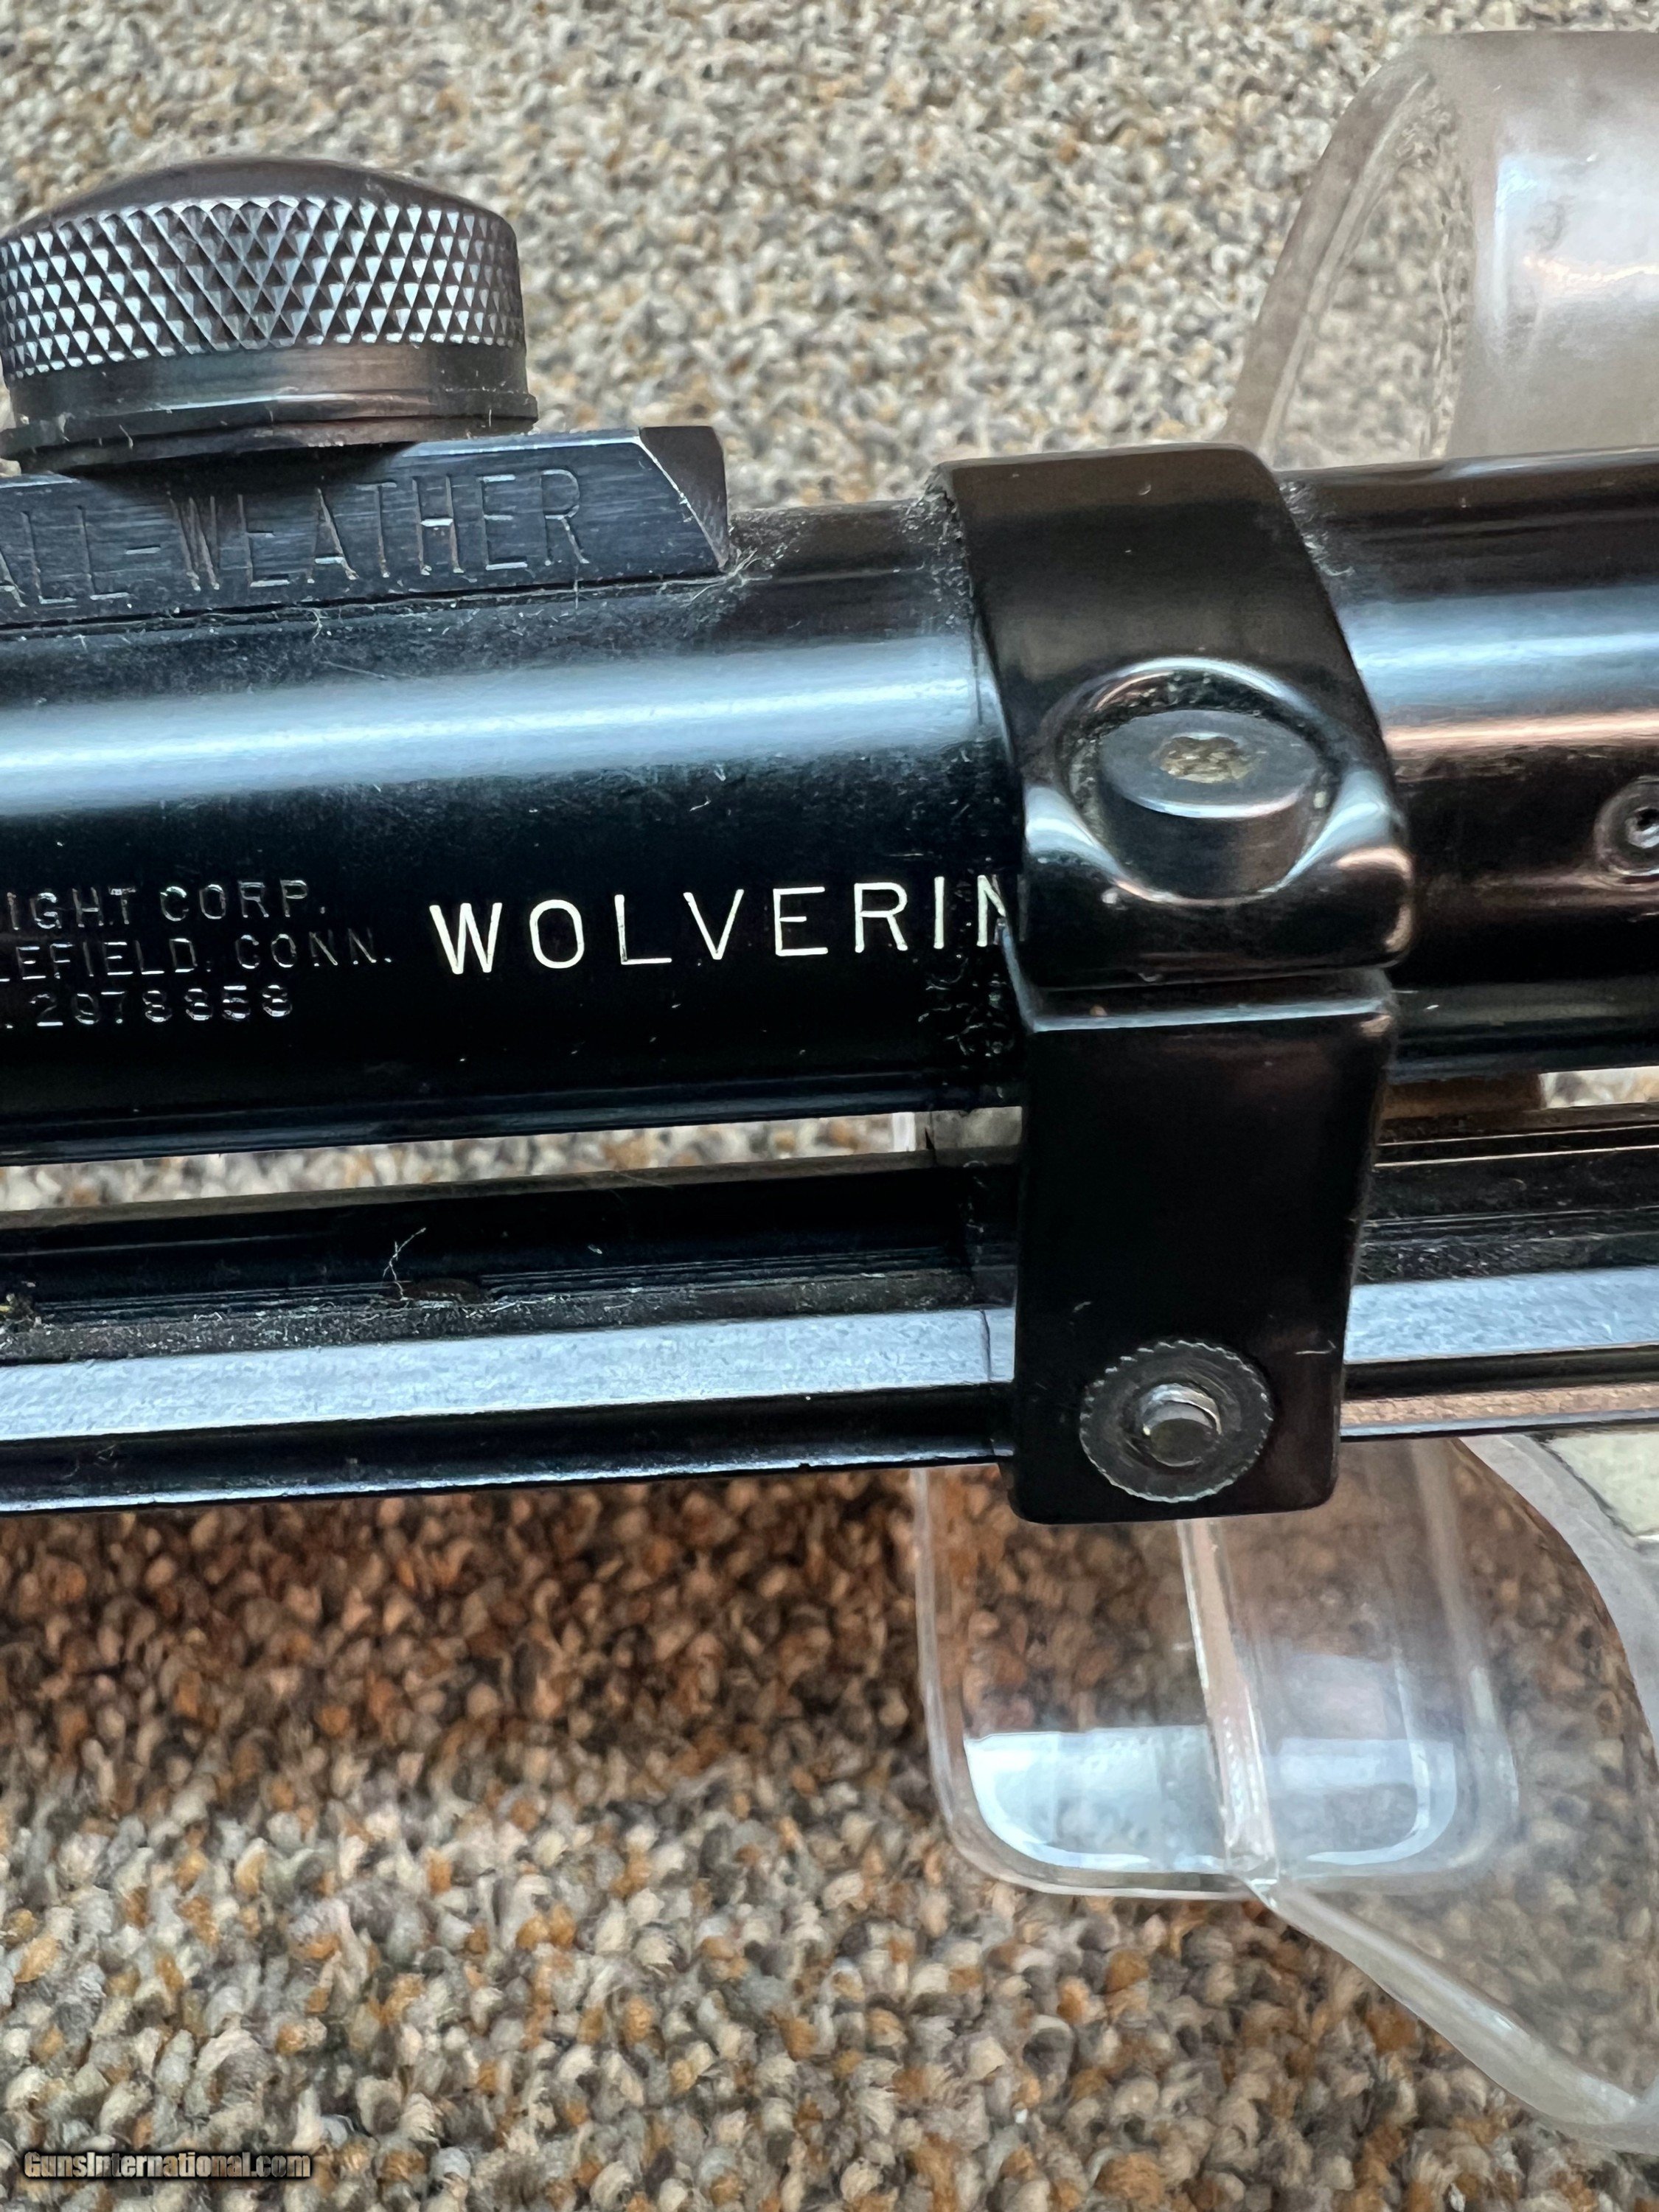 ALL-WEATHER
IGHT CORP.
LEFIELD, CONN.
. 2978858
WOLVERIN
GunsInternational.com